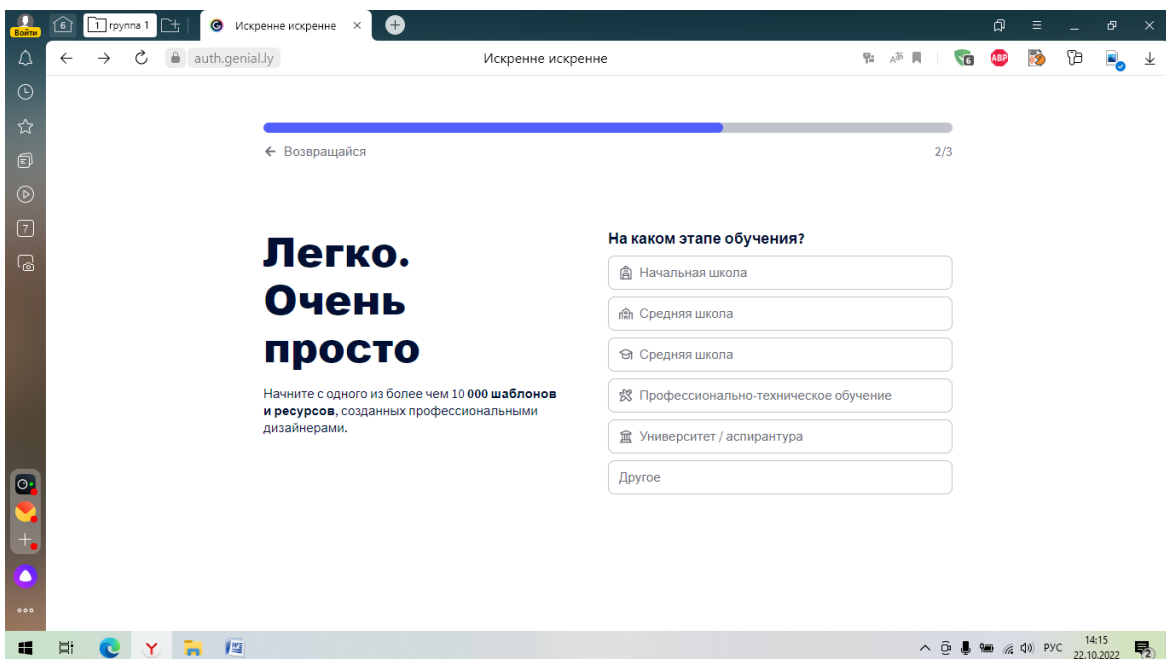 Войти
6
1 группа 1
Искренне искренне
auth.genial.ly
Искренне искренне
6
ABP
7
Возвращайся
2/3
Легко.
Очень
просто
Начните с одного из более чем 10 000 шаблонов
и ресурсов, созданных профессиональными
дизайнерами.
На каком этапе обучения?
Начальная школа
Средняя школа
Средняя школа
Профессионально-техническое обучение
Университет / аспирантура
Другое
РУС
14:15
22.10.2022
2